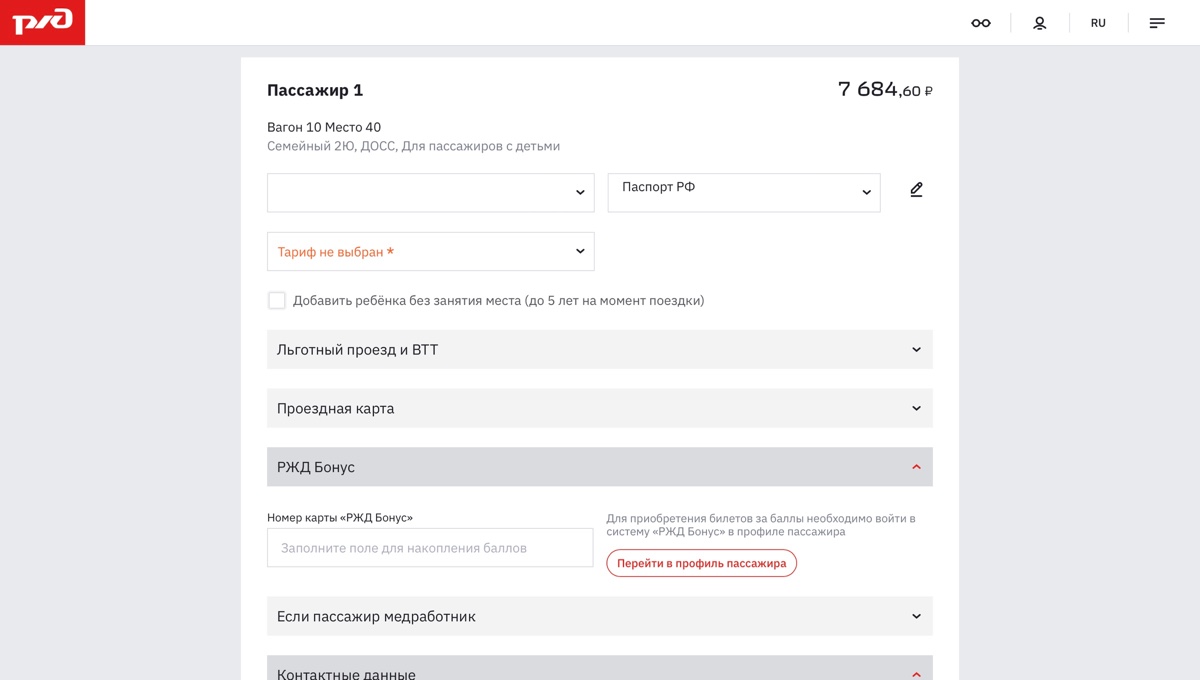 ржд
RU
Пассажир 1
7 684,60 ₽
Вагон 10 Место 40
Семейный 2Ю, ДОСС, Для пассажиров с детьми
Паспорт РФ
Тариф не выбран *
Добавить ребёнка без занятия места (до 5 лет на момент поездки)
Льготный проезд и ВТТ
Проездная карта
РЖД Бонус
Номер карты «РЖД Бонус»
Заполните поле для накопления баллов
Для приобретения билетов за баллы необходимо войти в
систему «РЖД Бонус» в профиле пассажира
Перейти в профиль пассажира
Если пассажир медработник
Контактные данные